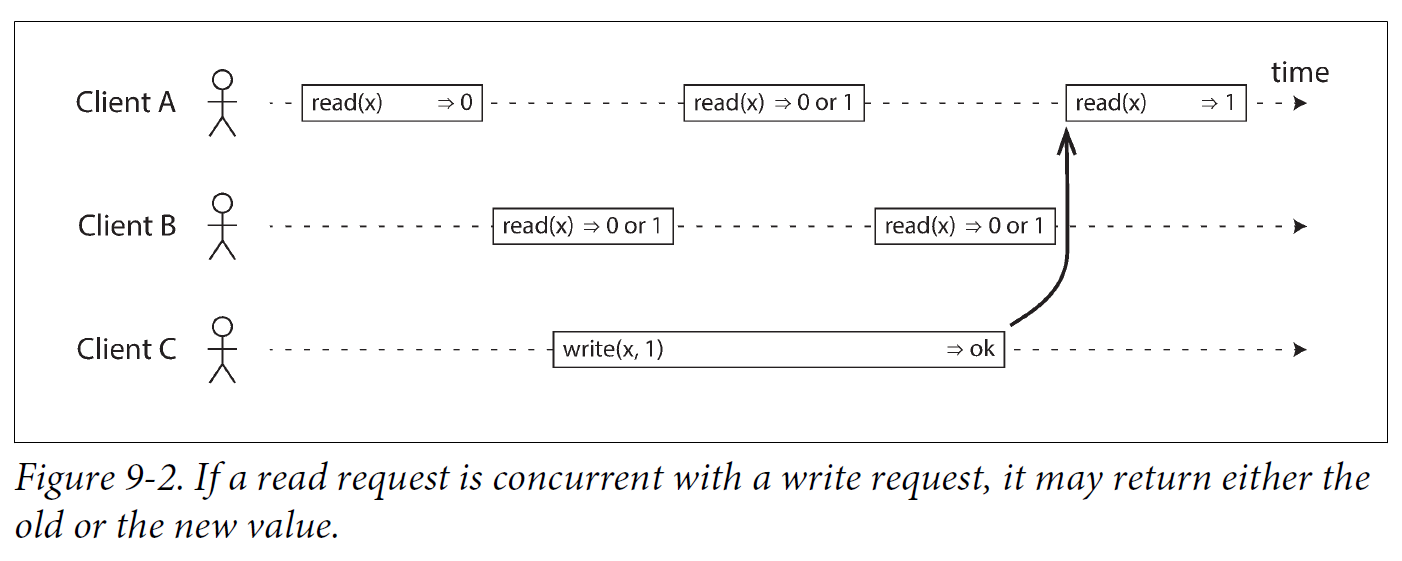 time
Client A
read(x) ⇒ 0
read(x) ⇒ 0 or 1
read(x) ⇒ 1
Client B
read(x) ⇒ 0 or 1
read(x) ⇒ 0 or 1
Client C
write(x, 1) ⇒ ok
Figure 9-2. If a read request is concurrent with a write request, it may return either the
old or the new value.